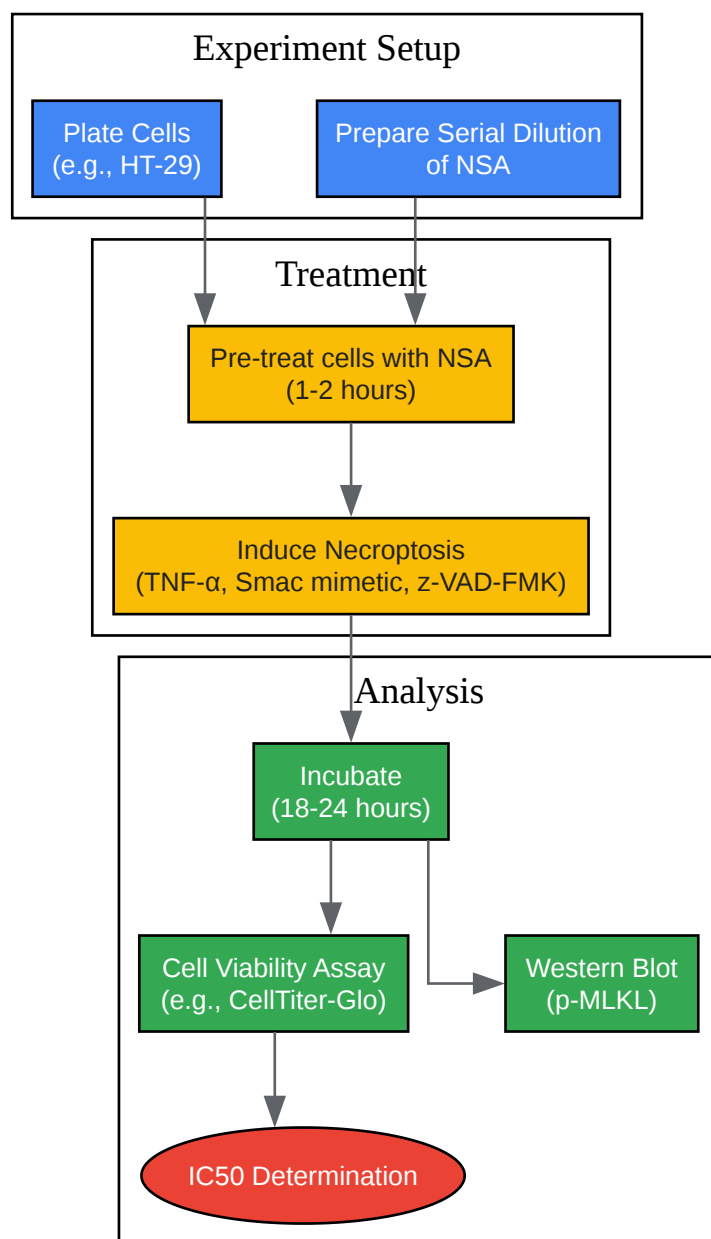 Experiment Setup
Plate Cells
(e.g., HT-29)
Prepare Serial Dilution
of NSA
Treatment
Pre-treat cells with NSA
(1-2 hours)
Induce Necroptosis
(TNF-α, Smac mimetic, z-VAD-FMK)
Analysis
Incubate
(18-24 hours)
Cell Viability Assay
(e.g., CellTiter-Glo)
Western Blot
(p-MLKL)
IC50 Determination